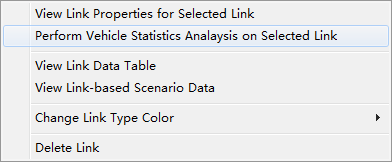 View Link Properties for Selected Link
Perform Vehicle Statistics Analaysis on Selected Link
View Link Data Table
View Link-based Scenario Data
Change Link Type Color
Delete Link